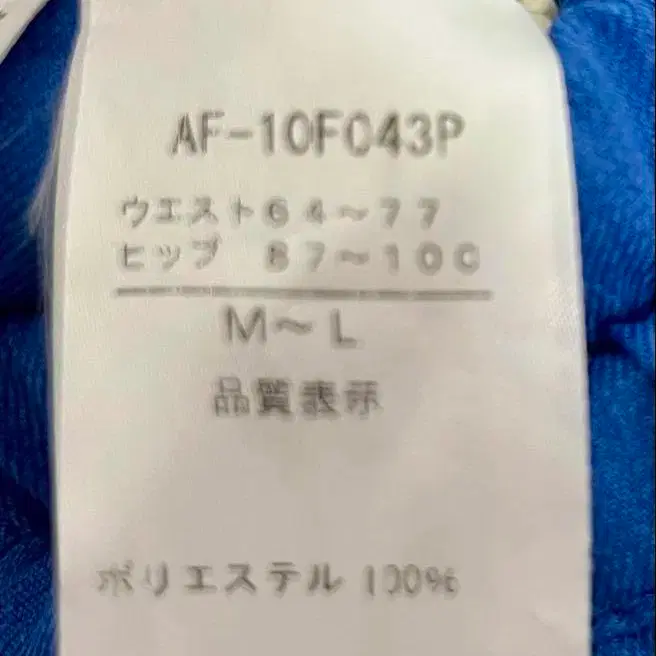 AF-10F043P
ウエスト64～77
ヒップ 87～100
M～L
品質表示
ポリエステル 100%